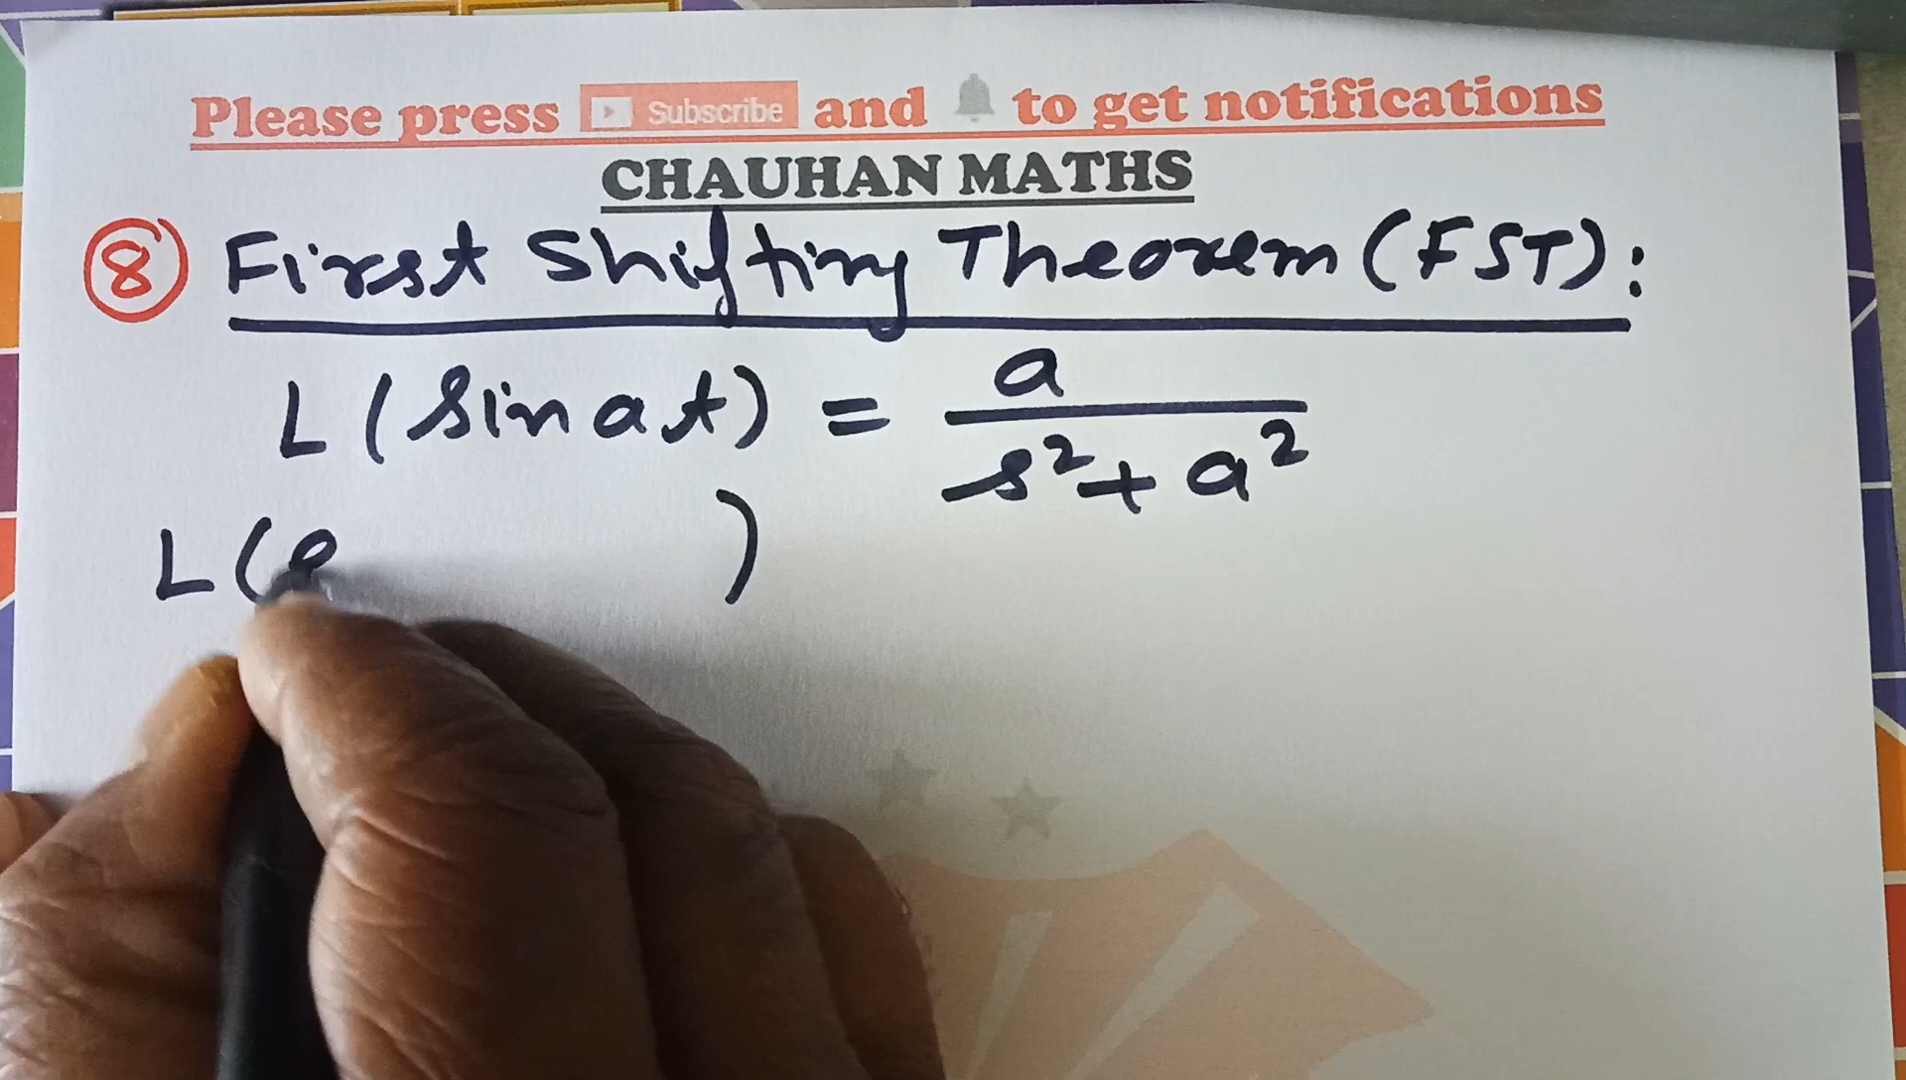 Please press Subscribe and to get notifications
CHAUHAN MATHS
8 First Shifting Theorem (FST):
L(sin at) = a / s²+a²
L(e )